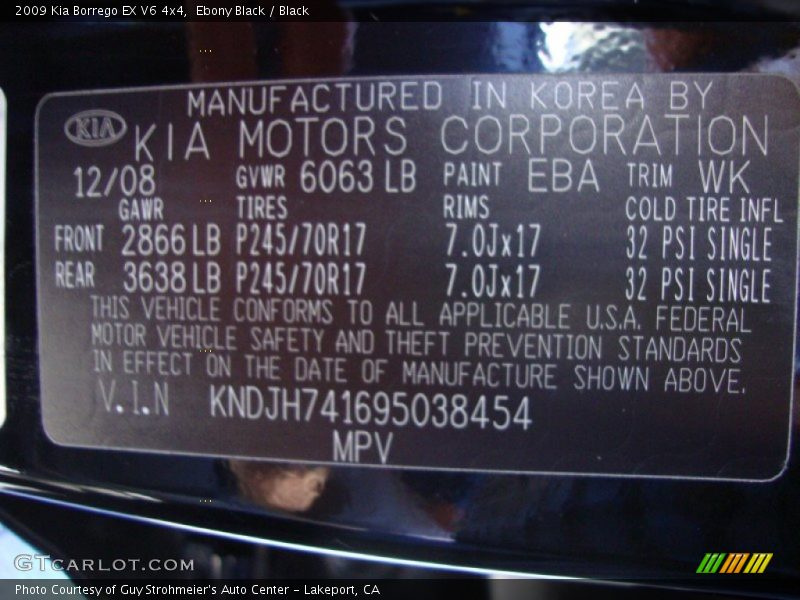 2009 Kia Borrego EX V6 4x4, Ebony Black / Black
MANUFACTURED IN KOREA BY
KIA KIA MOTORS CORPORATION
12/08 GVWR 6063 LB PAINT EBA TRIM WK
GAWR TIRES RIMS COLD TIRE INFL
FRONT 2866 LB P245/70R17 7.0Jx17 32 PSI SINGLE
REAR 3638 LB P245/70R17 7.0Jx17 32 PSI SINGLE
THIS VEHICLE CONFORMS TO ALL APPLICABLE U.S.A. FEDERAL
MOTOR VEHICLE SAFETY AND THEFT PREVENTION STANDARDS
IN EFFECT ON THE DATE OF MANUFACTURE SHOWN ABOVE.
V.I.N KNDJH741695038454
MPV
GTCARLOT.COM
Photo Courtesy of Guy Strohmeier's Auto Center - Lakeport, CA